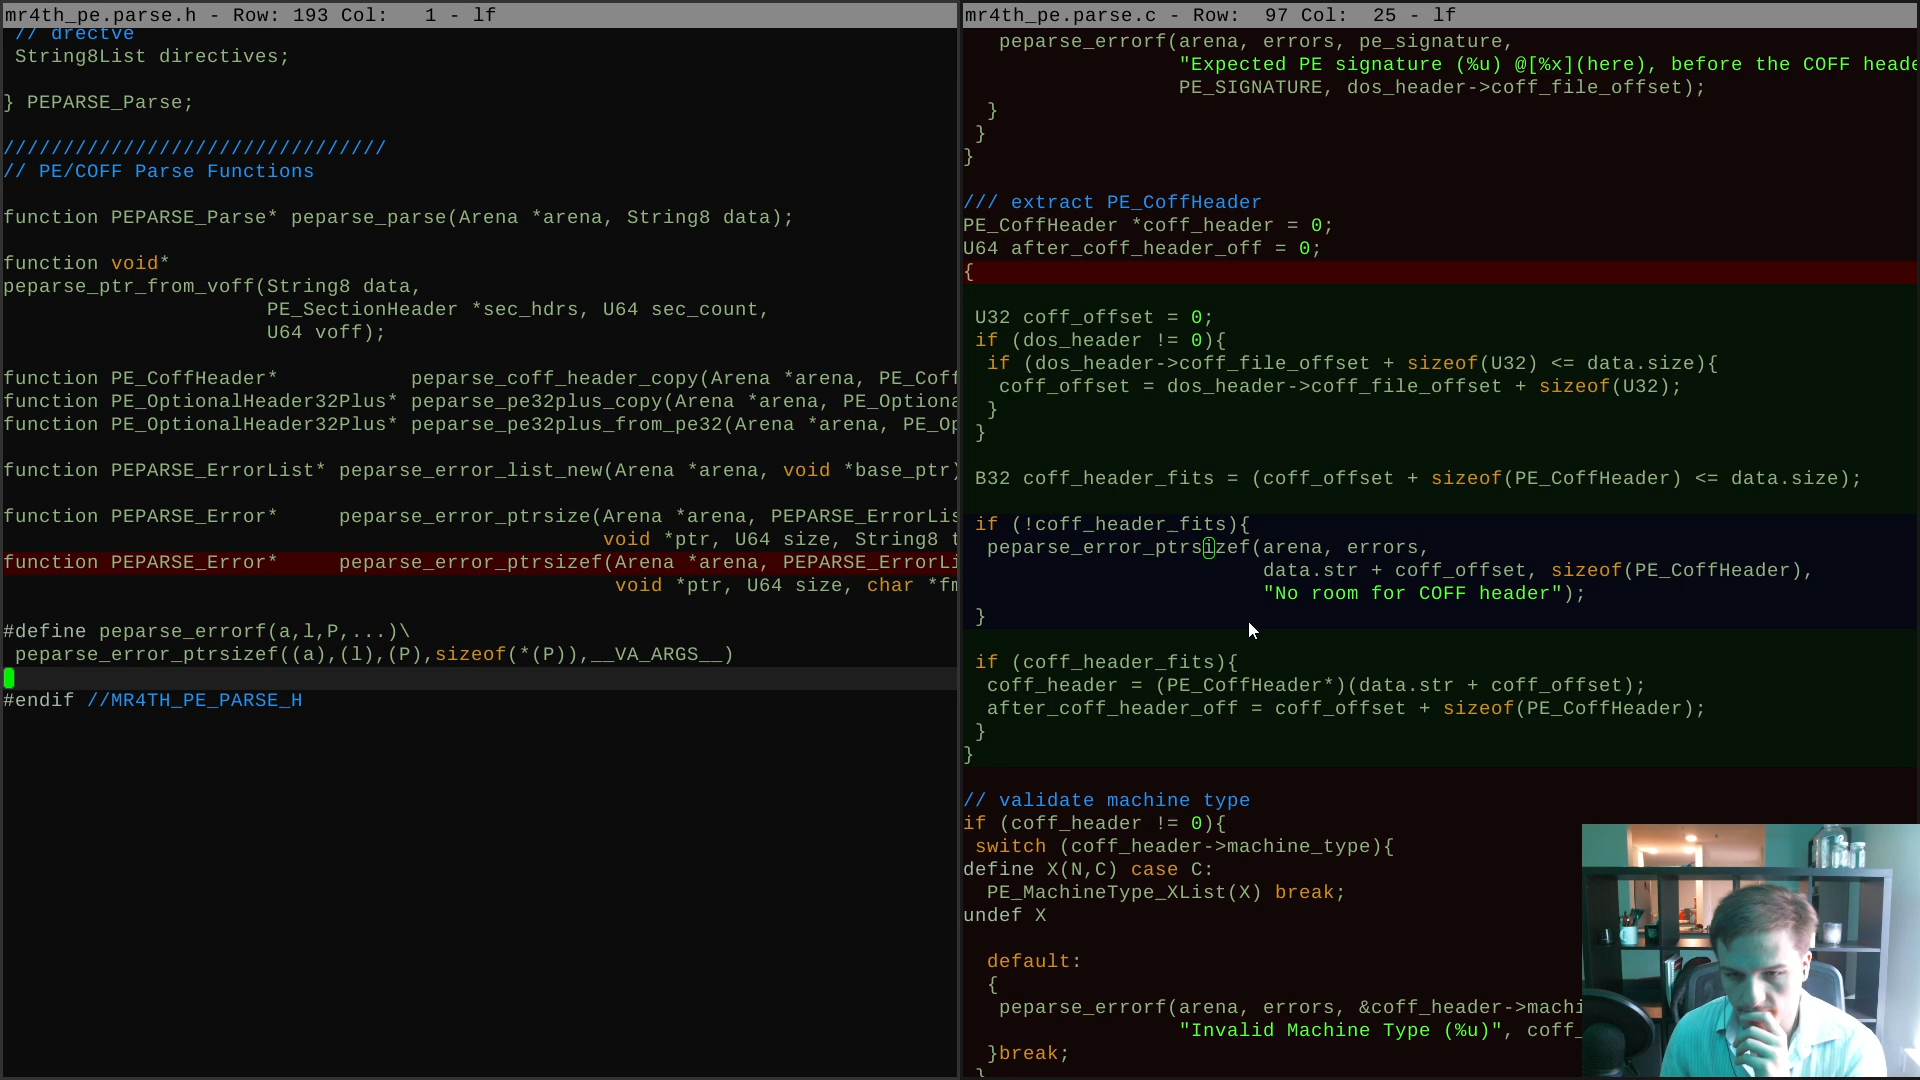 mr4th_pe.parse.h - Row: 193 Col:   1 - lf
// drectve
String8List directives;
} PEPARSE_Parse;
////////////////////////////////
// PE/COFF Parse Functions
function PEPARSE_Parse* peparse_parse(Arena *arena, String8 data);
function void*
peparse_ptr_from_voff(String8 data,
PE_SectionHeader *sec_hdrs, U64 sec_count,
U64 voff);
function PE_CoffHeader*           peparse_coff_header_copy(Arena *arena, PE_Coff
function PE_OptionalHeader32Plus* peparse_pe32plus_copy(Arena *arena, PE_Optiona
function PE_OptionalHeader32Plus* peparse_pe32plus_from_pe32(Arena *arena, PE_Op
function PEPARSE_ErrorList* peparse_error_list_new(Arena *arena, void *base_ptr)
function PEPARSE_Error*     peparse_error_ptrsize(Arena *arena, PEPARSE_ErrorLis
void *ptr, U64 size, String8 t
function PEPARSE_Error*     peparse_error_ptrsizef(Arena *arena, PEPARSE_ErrorLi
void *ptr, U64 size, char *fm
#define peparse_errorf(a,l,P,...)\
peparse_error_ptrsizef((a),(l),(P),sizeof(*(P)),__VA_ARGS__)
#endif //MR4TH_PE_PARSE_H
mr4th_pe.parse.c - Row:  97 Col:  25 - lf
peparse_errorf(arena, errors, pe_signature,
"Expected PE signature (%u) @[%x](here), before the COFF heade
PE_SIGNATURE, dos_header->coff_file_offset);
}
}
}
/// extract PE_CoffHeader
PE_CoffHeader *coff_header = 0;
U64 after_coff_header_off = 0;
{
U32 coff_offset = 0;
if (dos_header != 0){
if (dos_header->coff_file_offset + sizeof(U32) <= data.size){
coff_offset = dos_header->coff_file_offset + sizeof(U32);
}
}
B32 coff_header_fits = (coff_offset + sizeof(PE_CoffHeader) <= data.size);
if (!coff_header_fits){
peparse_error_ptrsizef(arena, errors,
data.str + coff_offset, sizeof(PE_CoffHeader),
"No room for COFF header");
}
if (coff_header_fits){
coff_header = (PE_CoffHeader*)(data.str + coff_offset);
after_coff_header_off = coff_offset + sizeof(PE_CoffHeader);
}
}
// validate machine type
if (coff_header != 0){
switch (coff_header->machine_type){
define X(N,C) case C:
PE_MachineType_XList(X) break;
undef X
default:
{
peparse_errorf(arena, errors, &coff_header->machi
"Invalid Machine Type (%u)", coff_
}break;
}